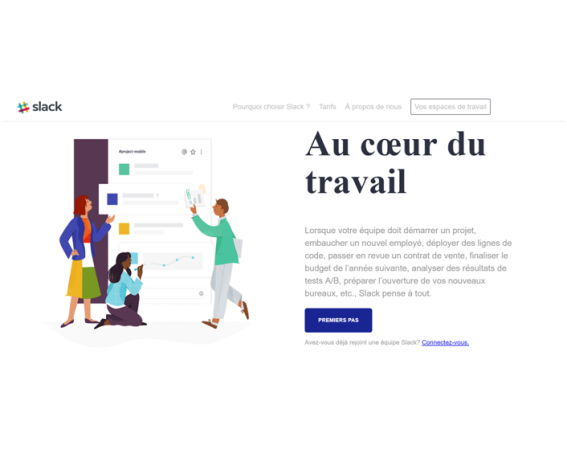 slack
Pourquoi choisir Slack ? Tarifs À propos de nous Vos espaces de travail
#project-mobile
Au cœur du
travail
Lorsque votre équipe doit démarrer un projet,
embaucher un nouvel employé, déployer des lignes de
code, passer en revue un contrat de vente, finaliser le
budget de l'année suivante, analyser des résultats de
tests A/B, préparer l'ouverture de vos nouveaux
bureaux, etc., Slack pense à tout.
PREMIERS PAS
Avez-vous déjà rejoint une équipe Slack? Connectez-vous.